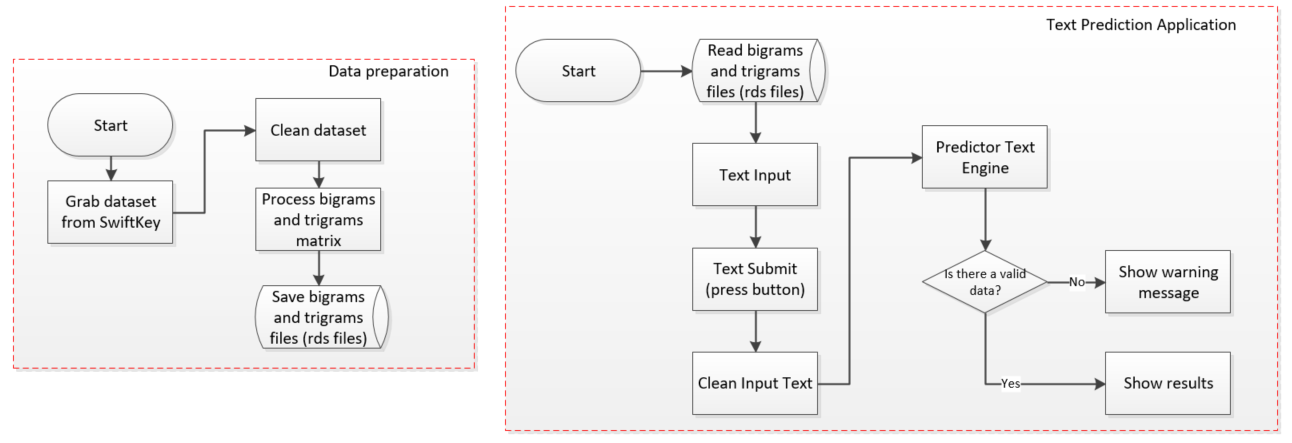 Data preparation
Start
Grab dataset
from SwiftKey
Clean dataset
Process bigrams
and trigrams
matrix
Save bigrams
and trigrams
files (rds files)
Text Prediction Application
Start
Read bigrams
and trigrams
files (rds files)
Text Input
Text Submit
(press button)
Clean Input Text
Predictor Text
Engine
Is there a valid
data?
No
Show warning
message
Yes
Show results